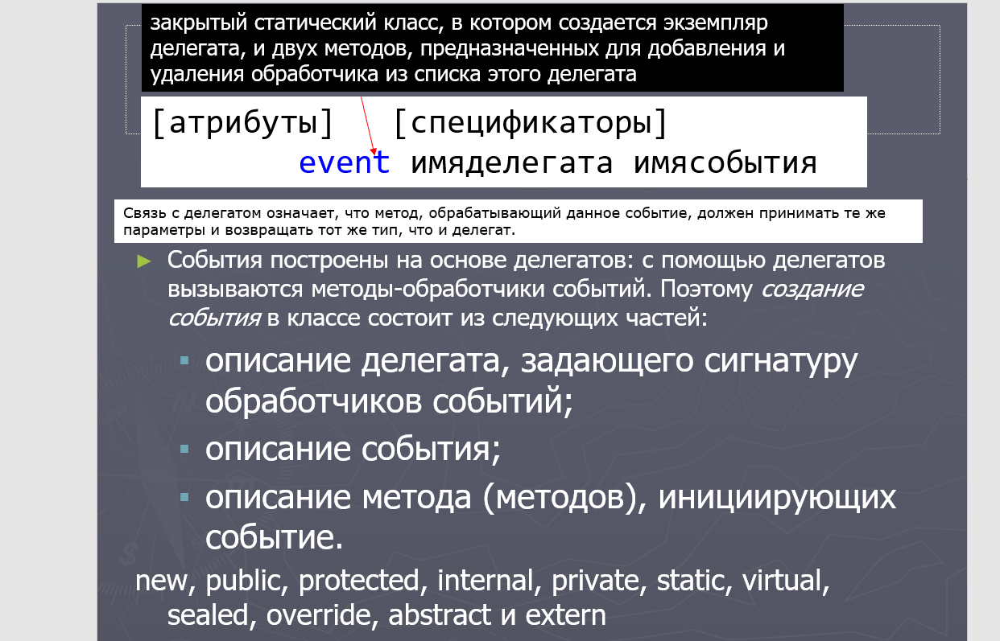 закрытый статический класс, в котором создается экземпляр
делегата, и двух методов, предназначенных для добавления и
удаления обработчика из списка этого делегата
[атрибуты] [спецификаторы]
event имяделегата имясобытия
Связь с делегатом означает, что метод, обрабатывающий данное событие, должен принимать те же
параметры и возвращать тот же тип, что и делегат.
► События построены на основе делегатов: с помощью делегатов
вызываются методы-обработчики событий. Поэтому создание
события в классе состоит из следующих частей:
▪ описание делегата, задающего сигнатуру
обработчиков событий;
▪ описание события;
▪ описание метода (методов), инициирующих
событие.
new, public, protected, internal, private, static, virtual,
sealed, override, abstract и extern
N
S